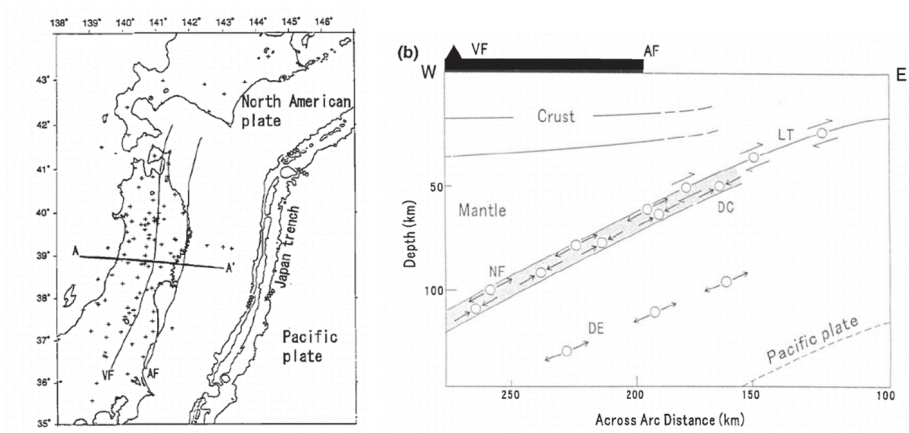 138° 139° 140° 141° 142° 143° 144° 145° 146°
43°
42°
41°
40°
39°
38°
37°
36°
35°
North American
plate
Japan trench
A
A'
Pacific
plate
VF
AF
(b)
VF
AF
W
E
Crust
LT
50
Mantle
DC
NF
100
DE
Pacific plate
250
200
150
100
Depth (km)
Across Arc Distance (km)